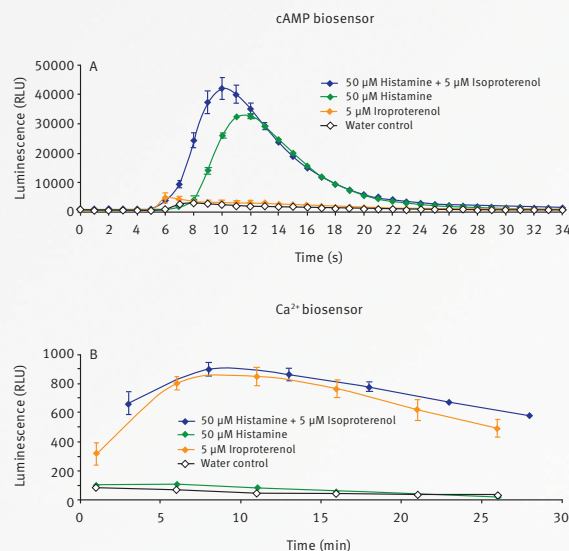 cAMP biosensor
A
Luminescence (RLU)
50000
40000
30000
20000
10000
0
50 µM Histamine + 5 µM Isoproterenol
50 µM Histamine
5 µM Iroproterenol
Water control
0 2 4 6 8 10 12 14 16 18 20 22 24 26 28 30 32 34
Time (s)
Ca²⁺ biosensor
B
Luminescence (RLU)
1000
800
600
400
200
0
50 µM Histamine + 5 µM Isoproterenol
50 µM Histamine
5 µM Iroproterenol
Water control
0 5 10 15 20 25 30
Time (min)